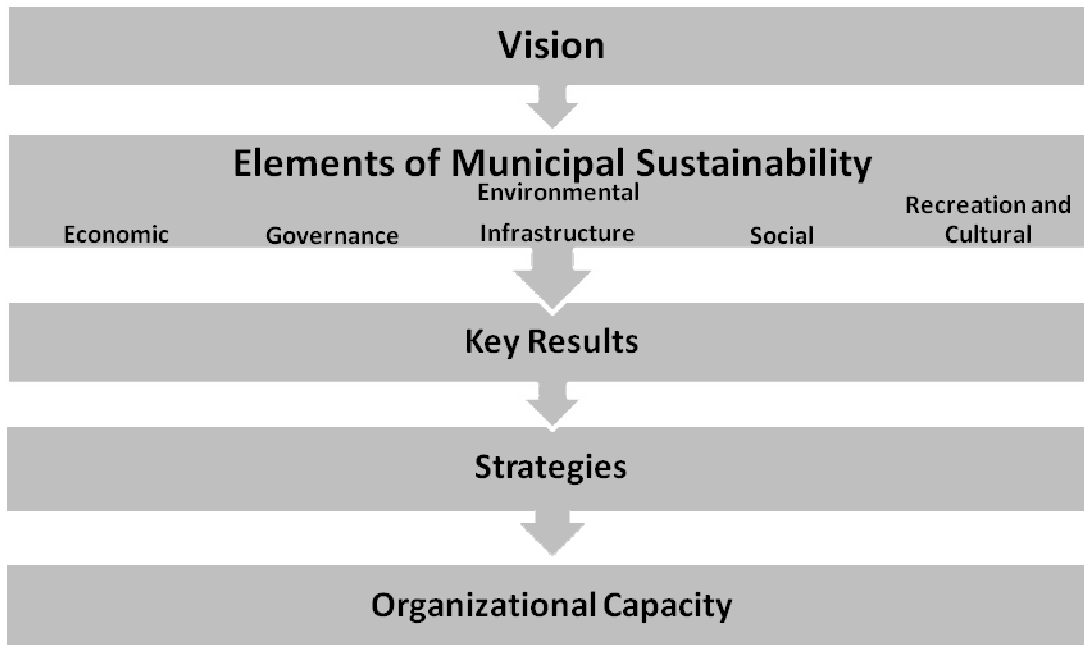 Vision
Elements of Municipal Sustainability
Economic
Governance
Environmental
Infrastructure
Social
Recreation and
Cultural
Key Results
Strategies
Organizational Capacity